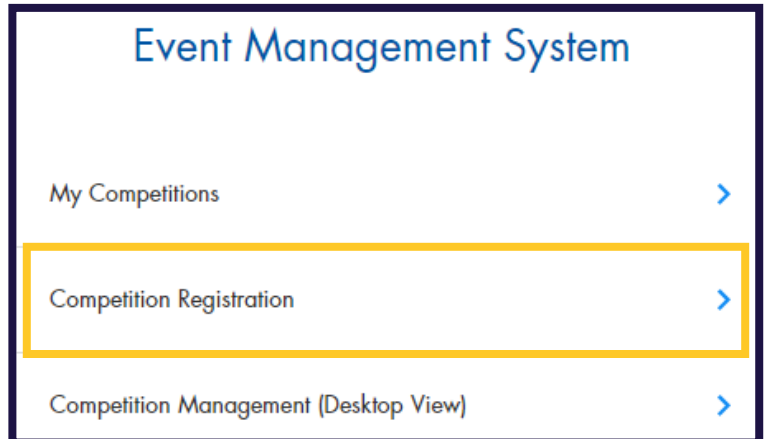 Event Management System
My Competitions
Competition Registration
Competition Management (Desktop View)